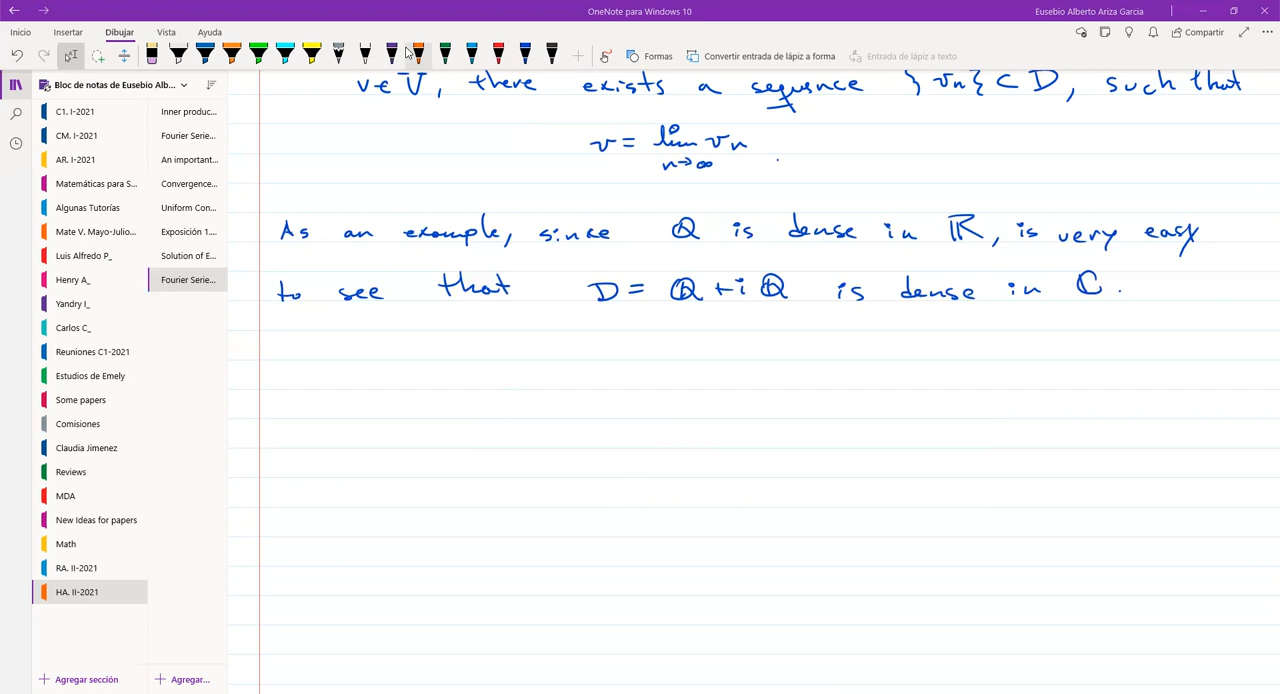 OneNote para Windows 10
Eusebio Alberto Ariza Garcia
Inicio Insertar Dibujar Vista Ayuda
Compartir
Formas Convertir entrada de lápiz a forma Entrada de lápiz a texto
Bloc de notas de Eusebio Alb...
C1. I-2021
CM. I-2021
AR. I-2021
Matemáticas para S...
Algunas Tutorías
Mate V. Mayo-Julio...
Luis Alfredo P_
Henry A_
Yandry I_
Carlos C_
Reuniones C1-2021
Estudios de Emely
Some papers
Comisiones
Claudia Jimenez
Reviews
MDA
New Ideas for papers
Math
RA. II-2021
HA. II-2021
Agregar sección
Inner produc...
Fourier Serie...
An important...
Convergence...
Uniform Con...
Exposición 1....
Solution of E...
Fourier Serie...
Agregar...
v∈V, there exists a sequence }vn{ ⊂ D, such that
v = lim vn
n→∞
As an example, since ℚ is dense in ℝ, is very easy
to see that D = ℚ + i ℚ is dense in ℂ.